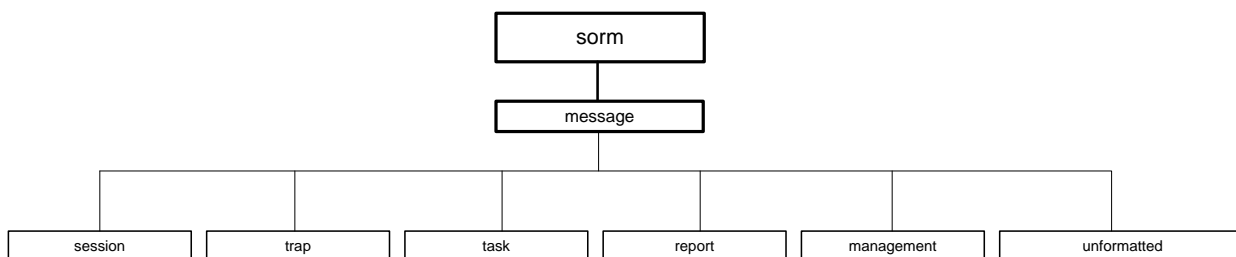 sorm
message
session
trap
task
report
management
unformatted